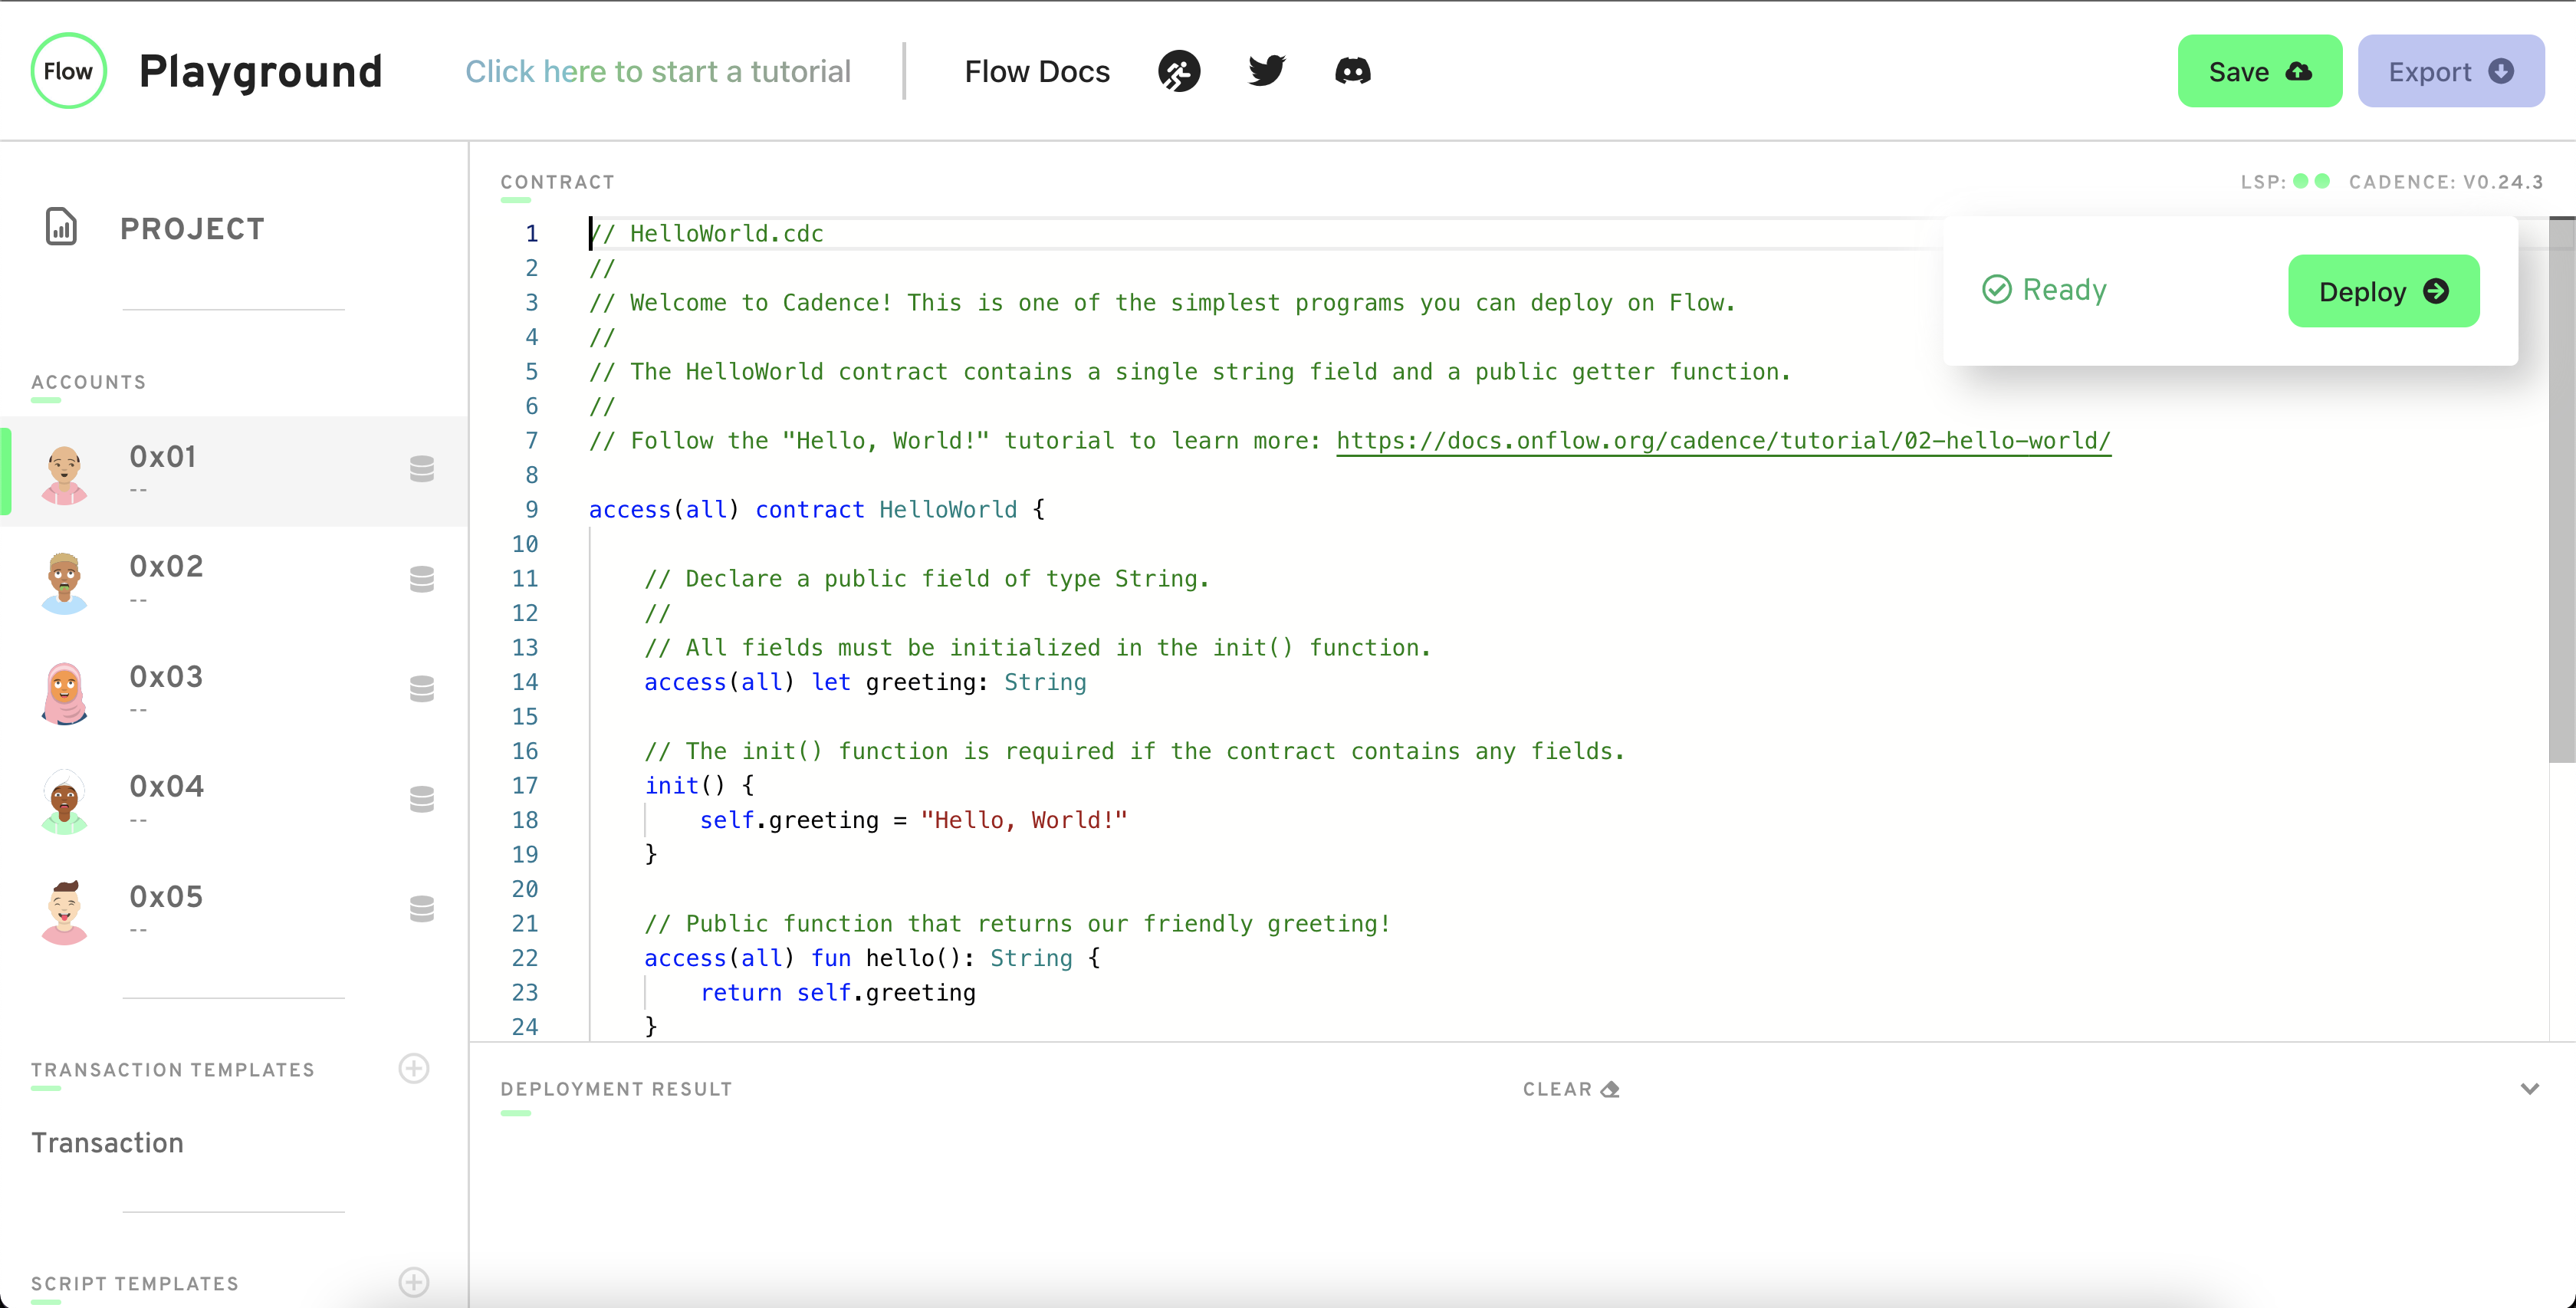 Flow Playground Click here to start a tutorial Flow Docs Save Export
PROJECT
ACCOUNTS
0x01
--
0x02
--
0x03
--
0x04
--
0x05
--
TRANSACTION TEMPLATES
Transaction
SCRIPT TEMPLATES
CONTRACT LSP: CADENCE: V0.24.3
Ready Deploy
1 // HelloWorld.cdc
2 //
3 // Welcome to Cadence! This is one of the simplest programs you can deploy on Flow.
4 //
5 // The HelloWorld contract contains a single string field and a public getter function.
6 //
7 // Follow the "Hello, World!" tutorial to learn more: https://docs.onflow.org/cadence/tutorial/02-hello-world/
8
9 access(all) contract HelloWorld {
10
11 // Declare a public field of type String.
12 //
13 // All fields must be initialized in the init() function.
14 access(all) let greeting: String
15
16 // The init() function is required if the contract contains any fields.
17 init() {
18 self.greeting = "Hello, World!"
19 }
20
21 // Public function that returns our friendly greeting!
22 access(all) fun hello(): String {
23 return self.greeting
24 }
DEPLOYMENT RESULT CLEAR